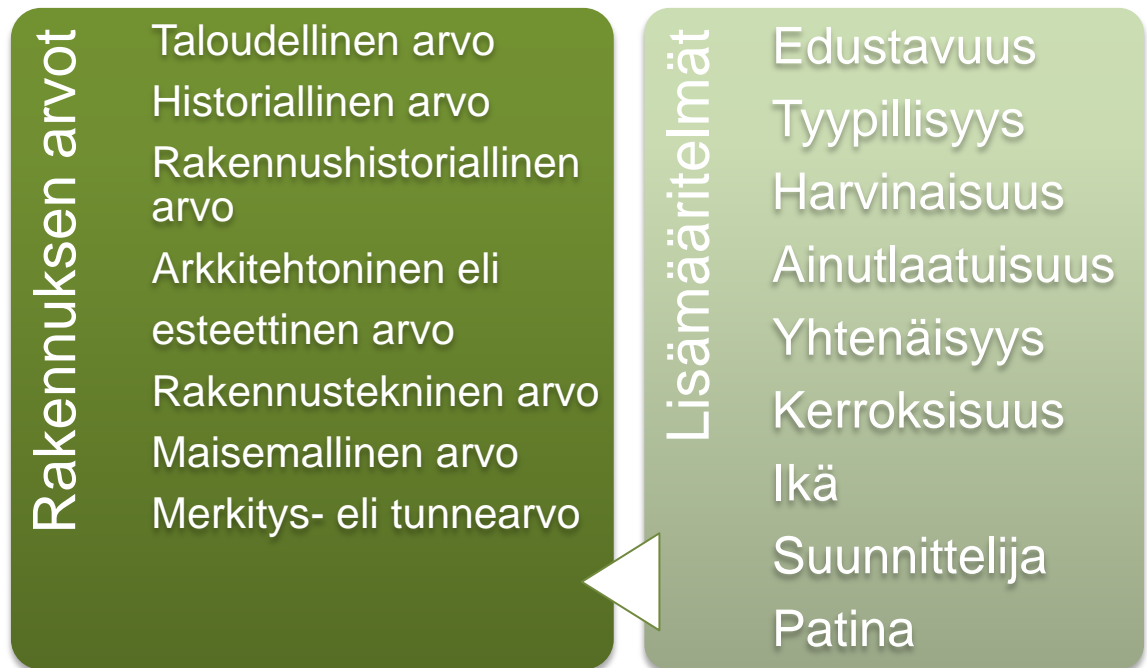 Rakennuksen arvot
Taloudellinen arvo
Historiallinen arvo
Rakennushistoriallinen
arvo
Arkkitehtoninen eli
esteettinen arvo
Rakennustekninen arvo
Maisemallinen arvo
Merkitys- eli tunnearvo
Lisämääritelmät
Edustavuus
Tyypillisyys
Harvinaisuus
Ainutlaatuisuus
Yhtenäisyys
Kerroksisuus
Ikä
Suunnittelija
Patina